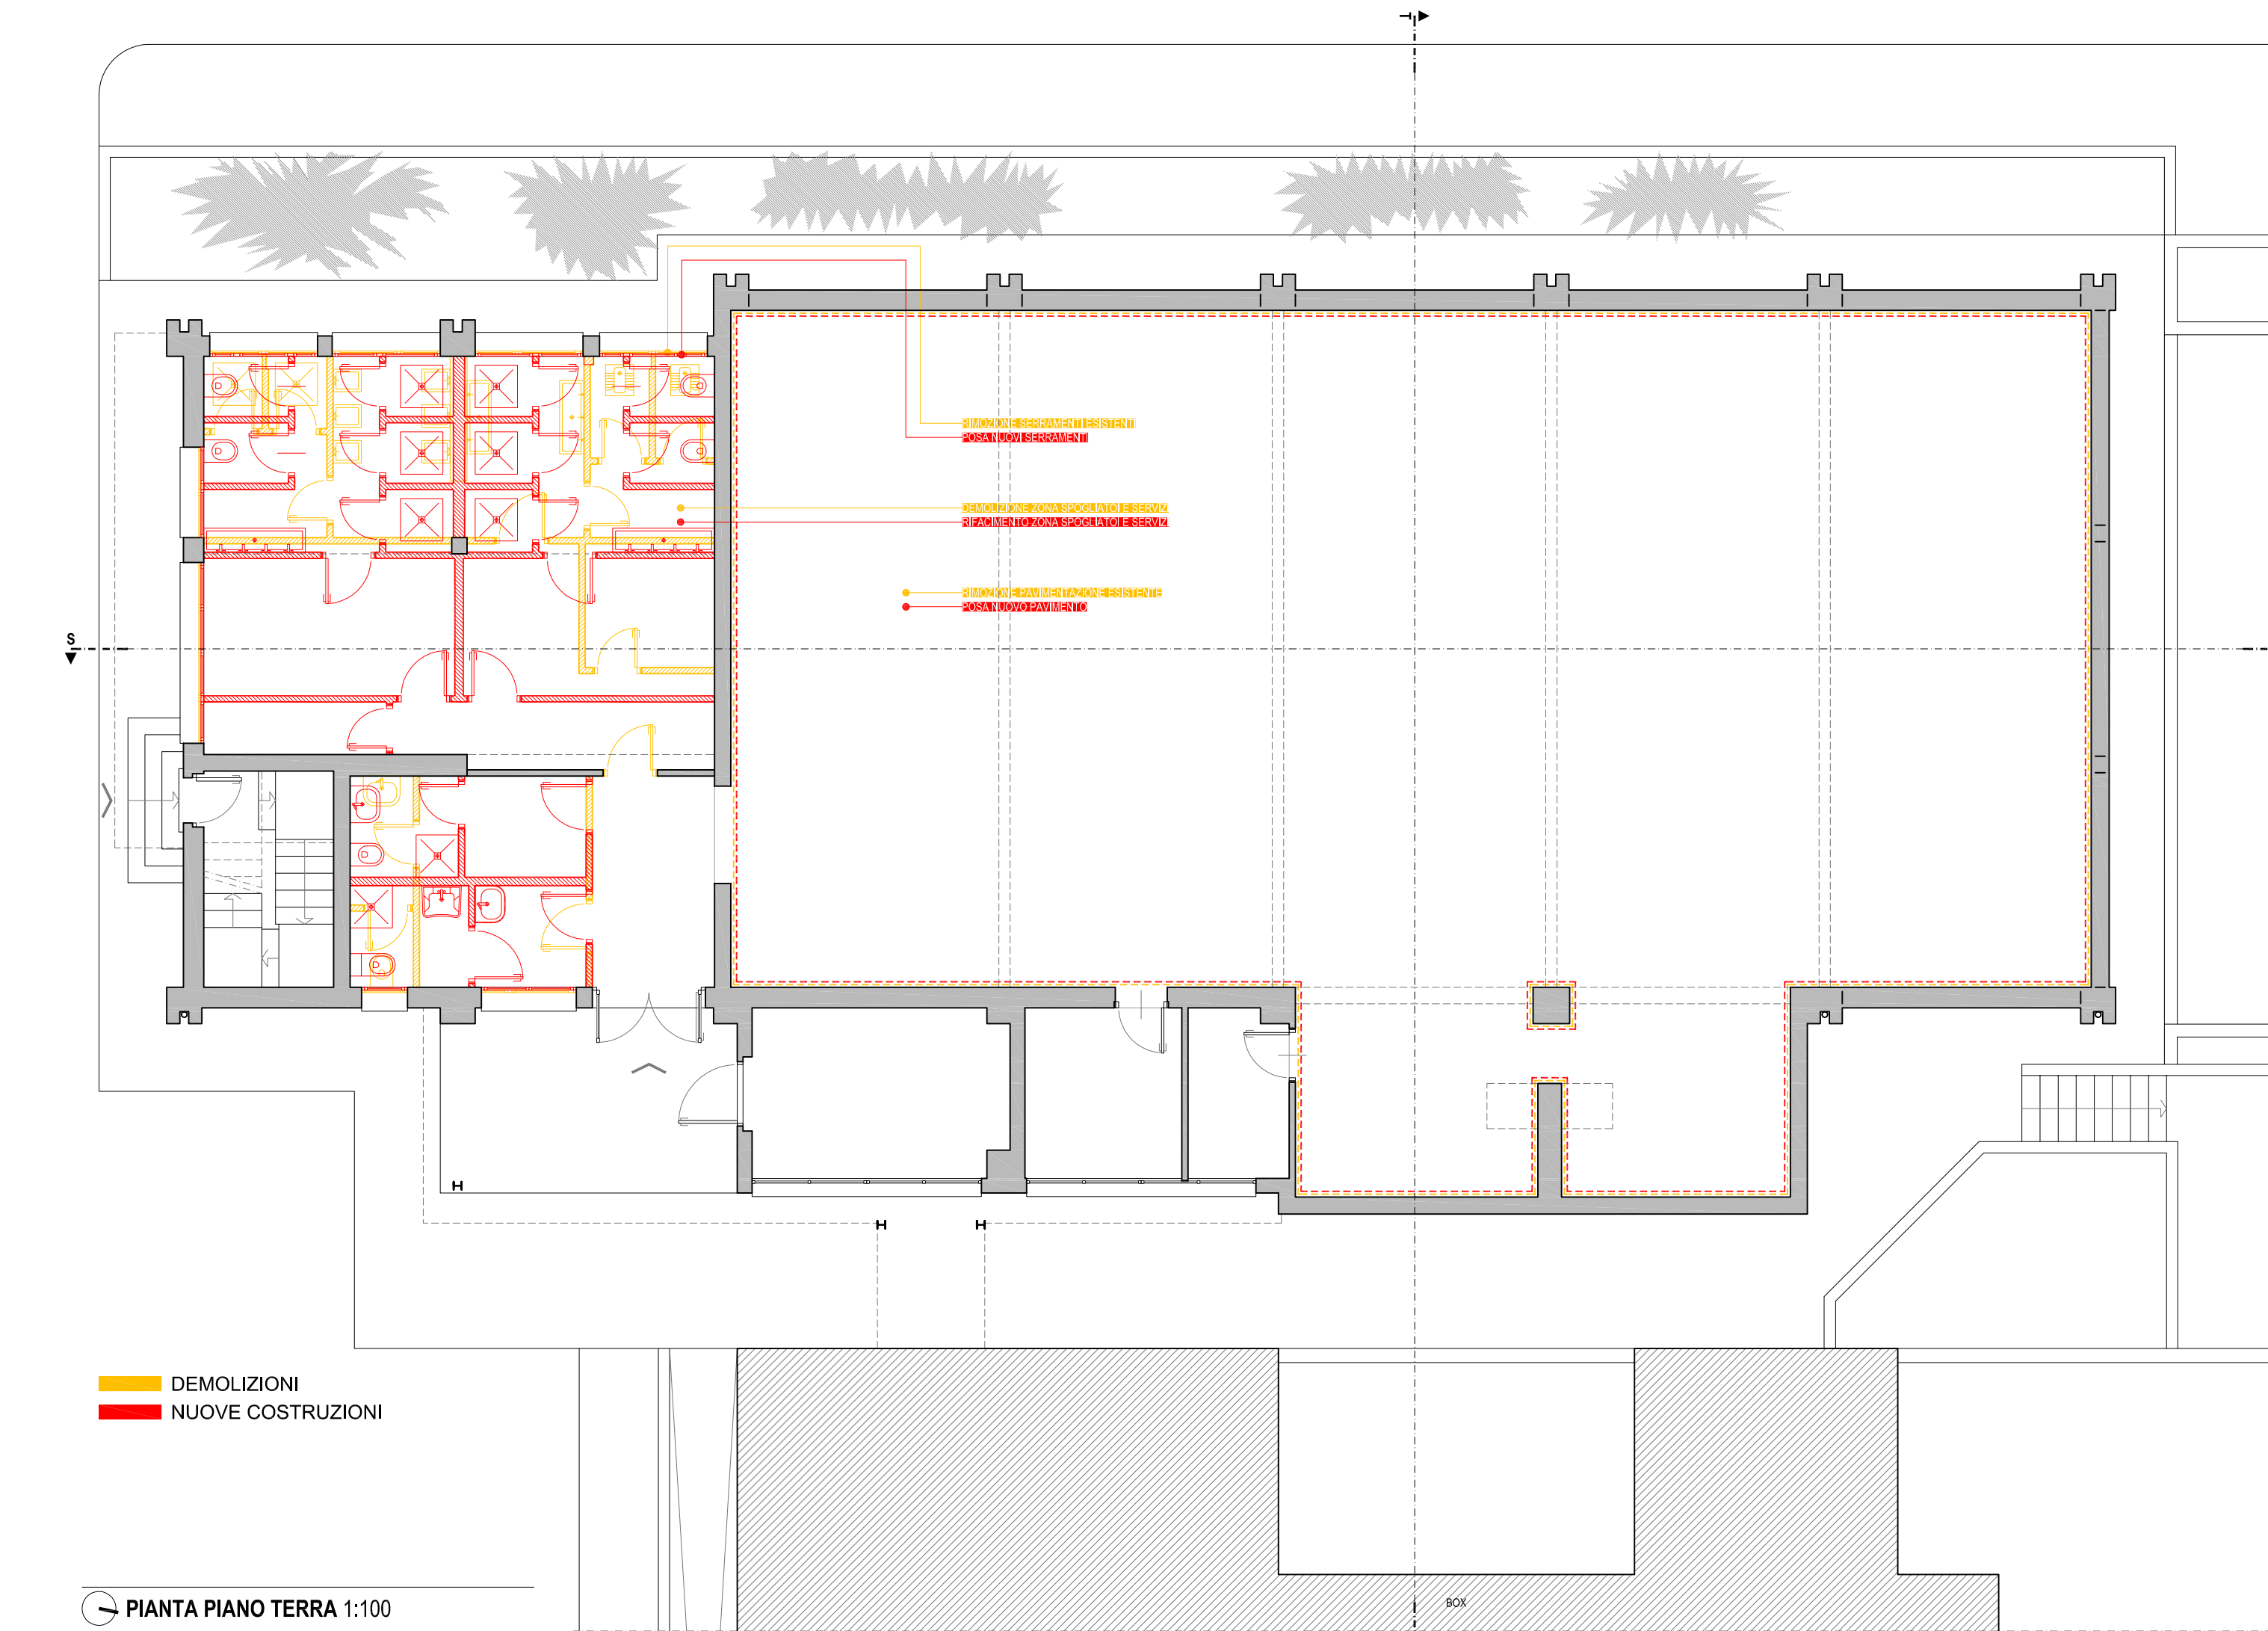 T
RIMOZIONE SERRAMENTI ESISTENTI
POSA NUOVI SERRAMENTI
DEMOLIZIONE ZONA SPOGLIATOI E SERVIZI
RIFACIMENTO ZONA SPOGLIATOI E SERVIZI
RIMOZIONE PAVIMENTAZIONE ESISTENTE
POSA NUOVO PAVIMENTO
S
DEMOLIZIONI
NUOVE COSTRUZIONI
BOX
PIANTA PIANO TERRA 1:100